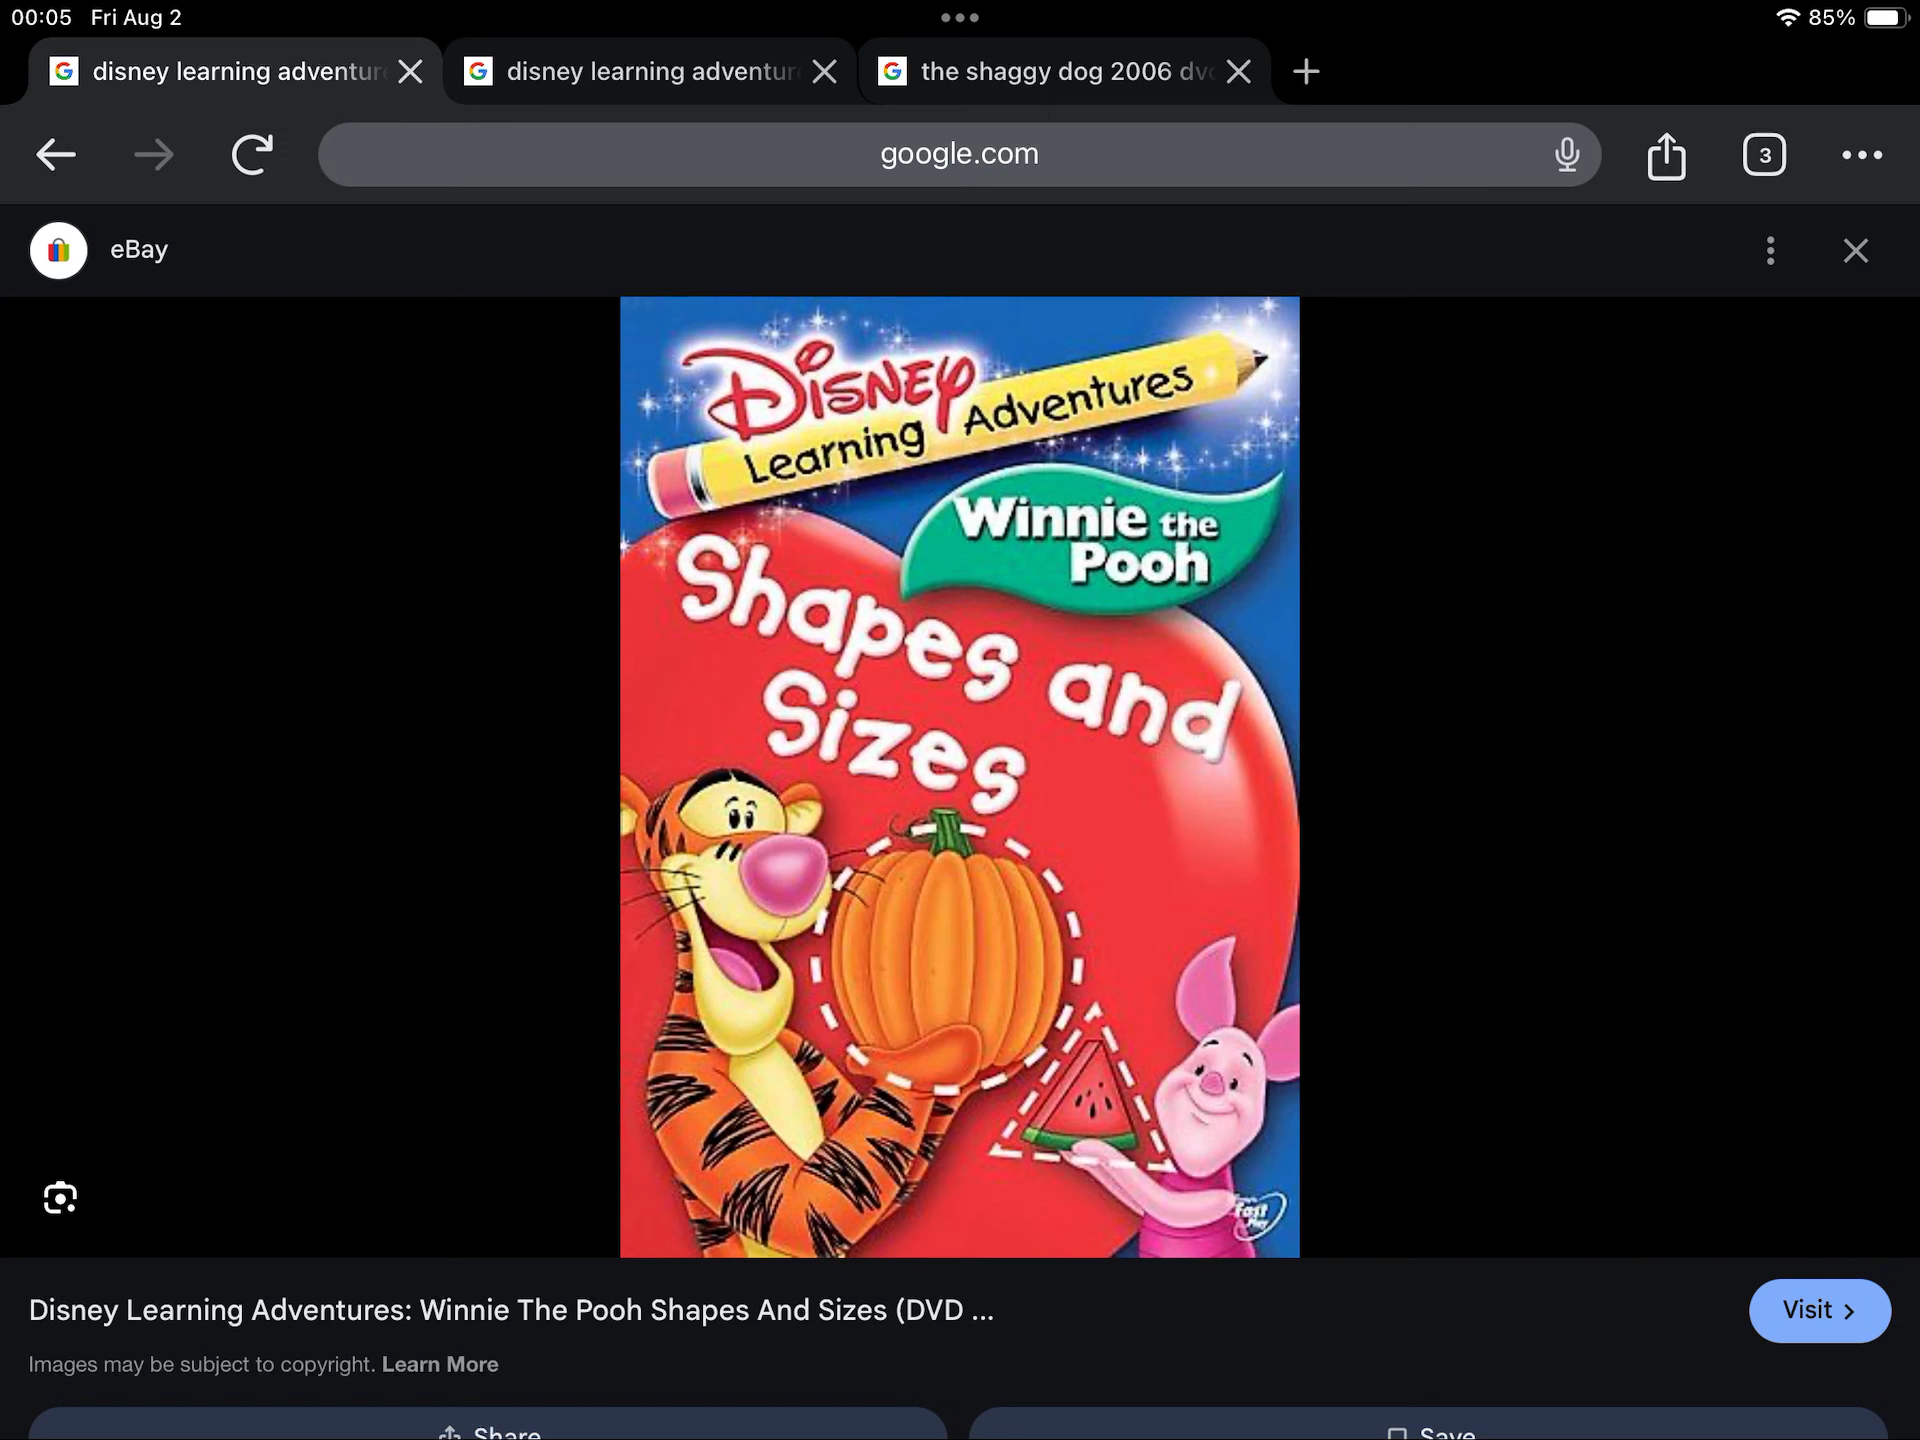 00:05 Fri Aug 2
85%
disney learning adventur
disney learning adventur
the shaggy dog 2006 dv
google.com
3
eBay
Disney
Learning Adventures
Winnie the
Pooh
Shapes and
Sizes
Fast
Play
Disney Learning Adventures: Winnie The Pooh Shapes And Sizes (DVD ...
Visit
Images may be subject to copyright. Learn More
Share
Save